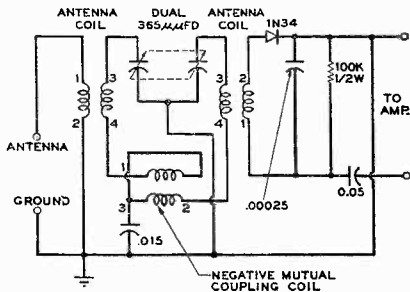 ANTENNA
COIL
DUAL
365µµFD
ANTENNA
COIL
1N34
1
2
3
4
3
4
2
1
100K
1/2W
TO
AMP.
ANTENNA
GROUND
1
3
2
.015
.00025
0.05
NEGATIVE MUTUAL
COUPLING COIL